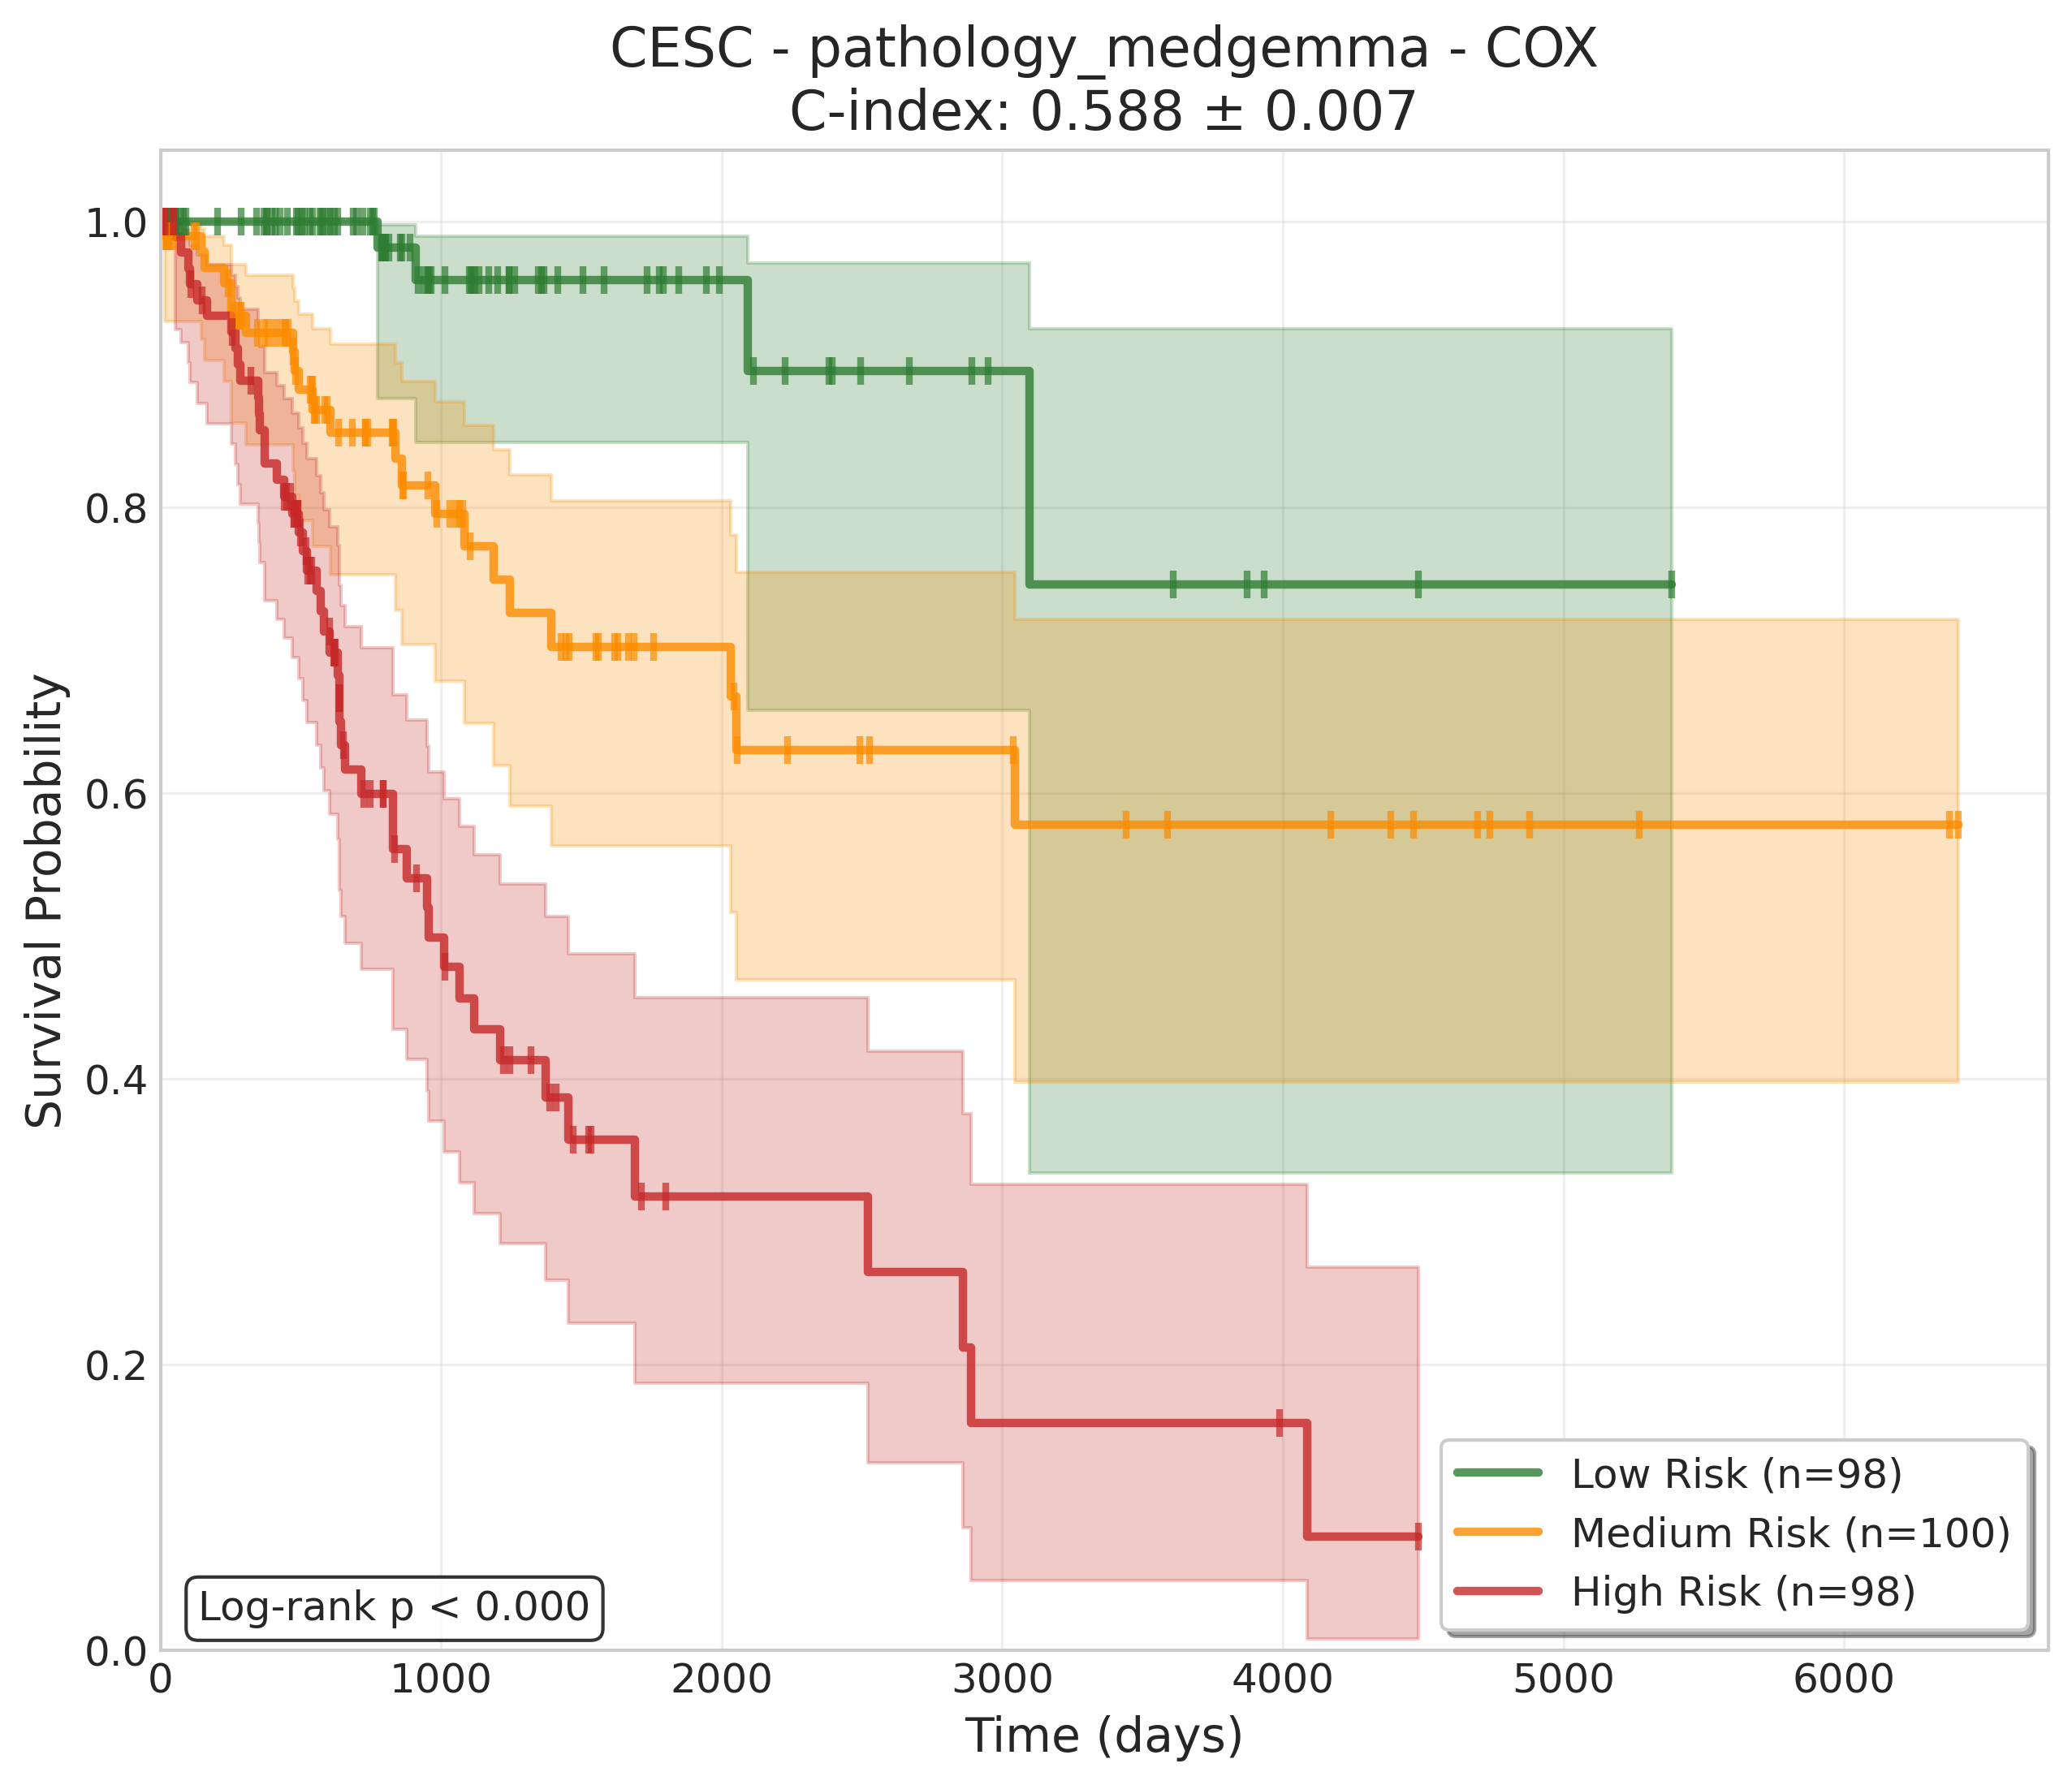 CESC - pathology_medgemma - COX
C-index: 0.588 ± 0.007
Survival Probability
1.0
0.8
0.6
0.4
0.2
0.0
0 1000 2000 3000 4000 5000 6000
Time (days)
Log-rank p < 0.000
Low Risk (n=98)
Medium Risk (n=100)
High Risk (n=98)